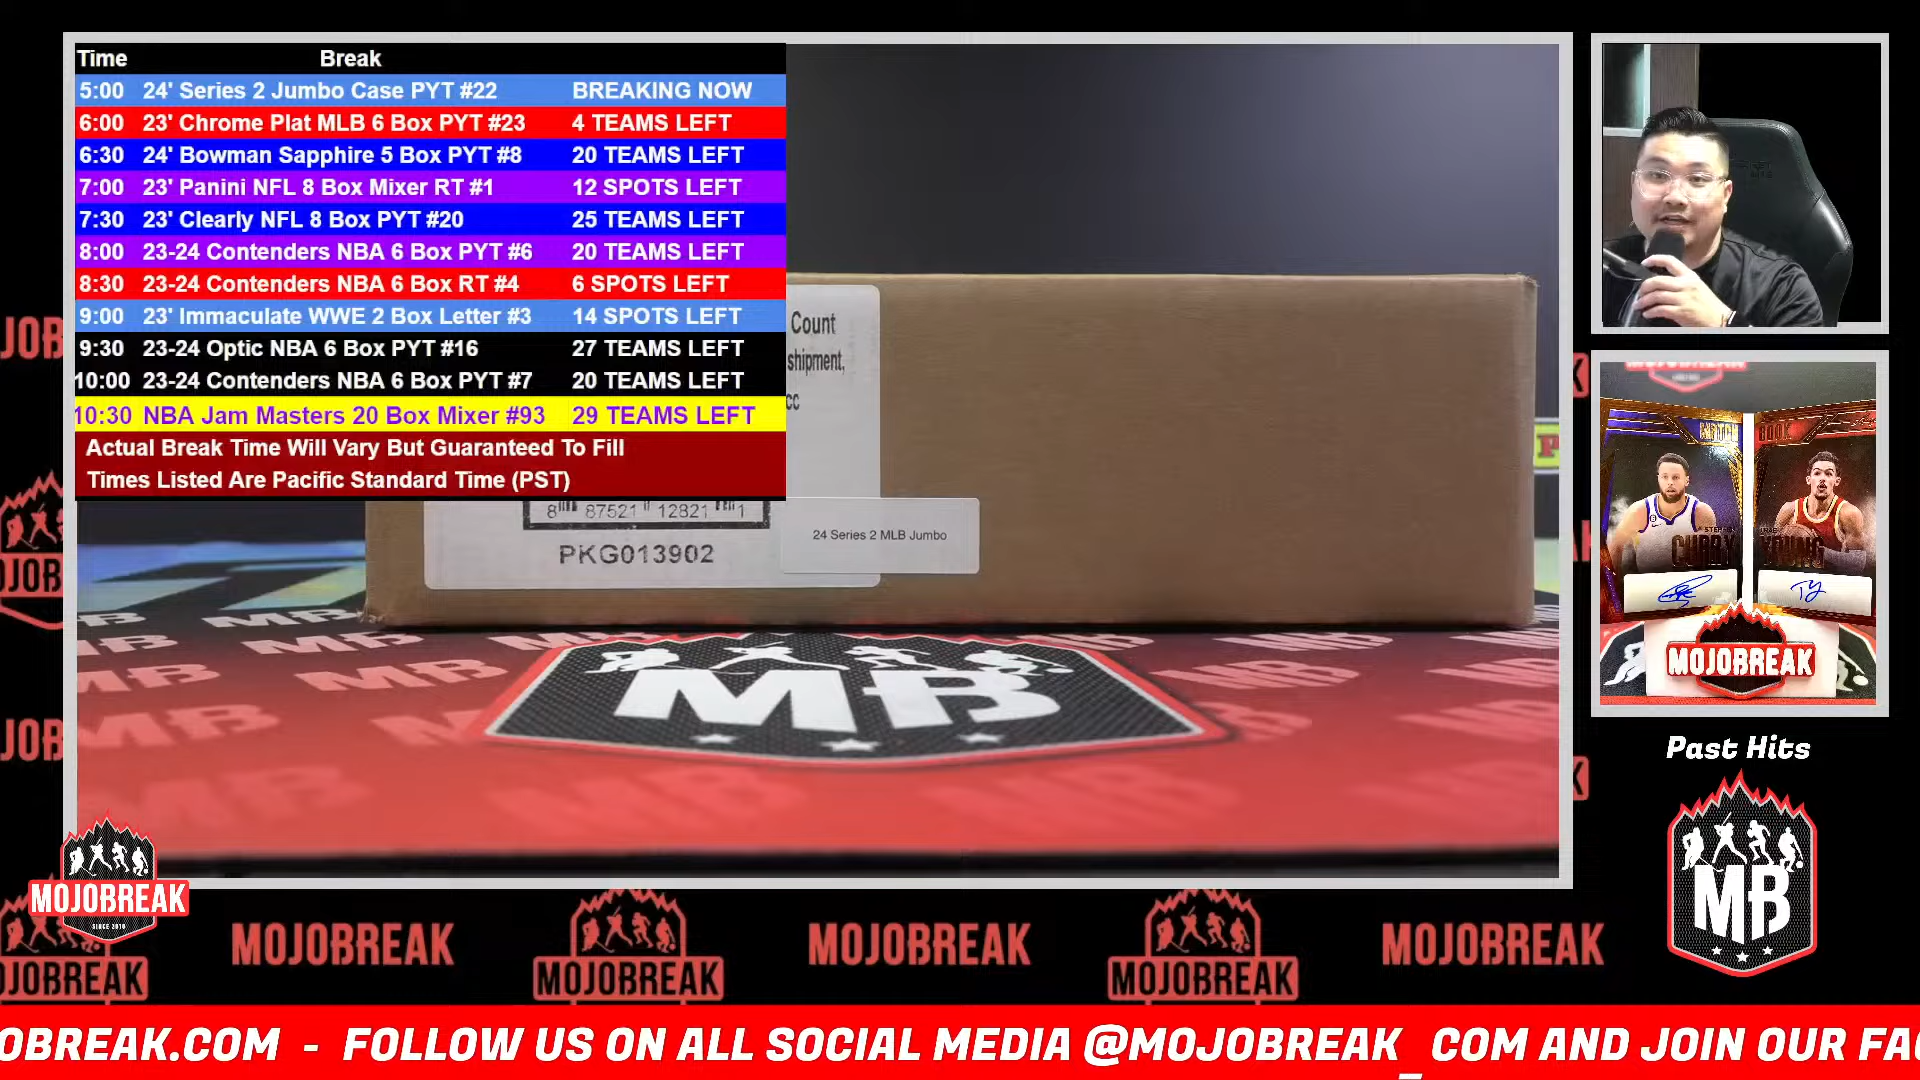 Time Break
5:00 24' Series 2 Jumbo Case PYT #22 BREAKING NOW
6:00 23' Chrome Plat MLB 6 Box PYT #23 4 TEAMS LEFT
6:30 24' Bowman Sapphire 5 Box PYT #8 20 TEAMS LEFT
7:00 23' Panini NFL 8 Box Mixer RT #1 12 SPOTS LEFT
7:30 23' Clearly NFL 8 Box PYT #20 25 TEAMS LEFT
8:00 23-24 Contenders NBA 6 Box PYT #6 20 TEAMS LEFT
8:30 23-24 Contenders NBA 6 Box RT #4 6 SPOTS LEFT
9:00 23' Immaculate WWE 2 Box Letter #3 14 SPOTS LEFT
9:30 23-24 Optic NBA 6 Box PYT #16 27 TEAMS LEFT
10:00 23-24 Contenders NBA 6 Box PYT #7 20 TEAMS LEFT
10:30 NBA Jam Masters 20 Box Mixer #93 29 TEAMS LEFT
Actual Break Time Will Vary But Guaranteed To Fill
Times Listed Are Pacific Standard Time (PST)
Count
shipment,
cc
8 87521 12821 1
PKG013902
24 Series 2 MLB Jumbo
MB
CURRY
YOUNG
MOJOBREAK
Past Hits
MB
MOJOBREAK
SINCE 2010
MOJOBREAK
MOJOBREAK
MOJOBREAK
MOJOBREAK
MOJOBREAK
OBREAK.COM - FOLLOW US ON ALL SOCIAL MEDIA @MOJOBREAK_COM AND JOIN OUR FAC